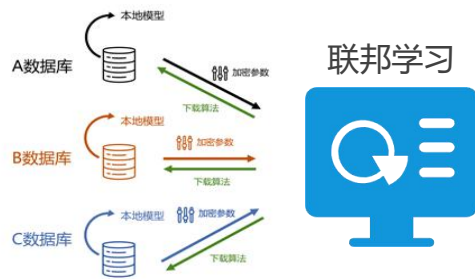 本地模型
A数据库
加密参数
下载算法
联邦学习
本地模型
B数据库
加密参数
下载算法
本地模型
C数据库
加密参数
下载算法